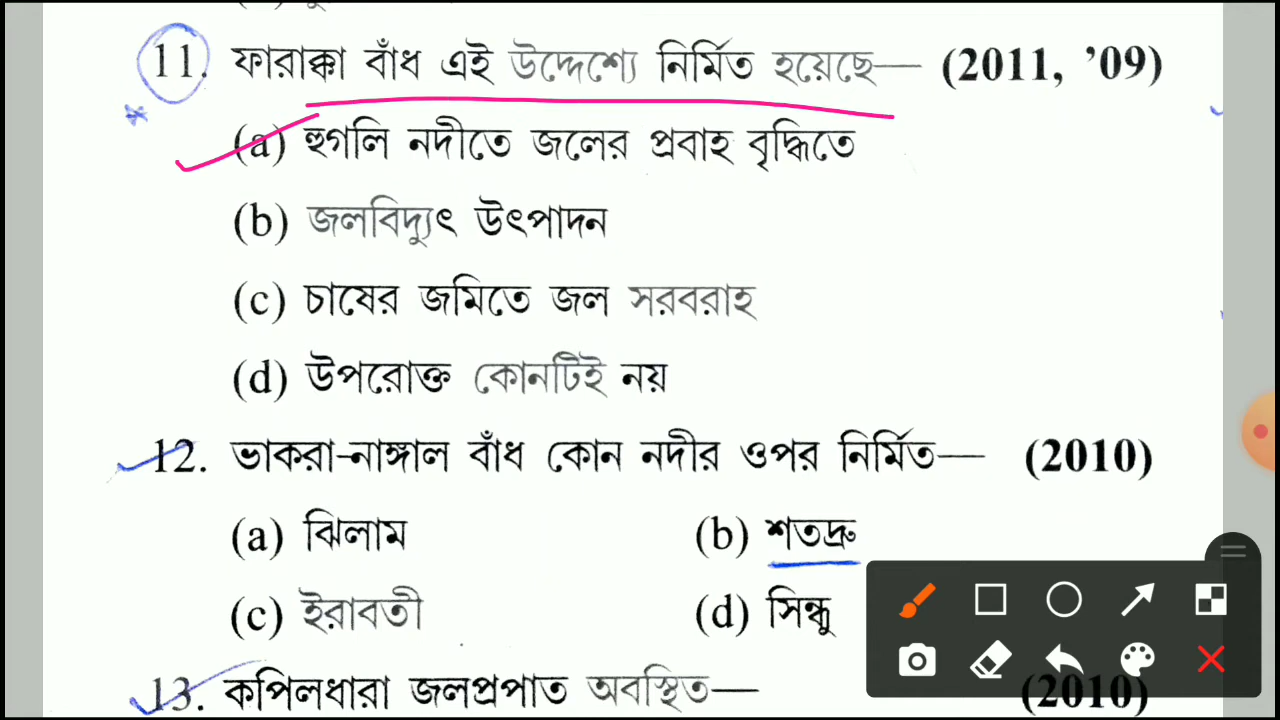 11. ফারাক্কা বাঁধ এই উদ্দেশ্যে নির্মিত হয়েছে— (2011, ’09)
(a) হুগলি নদীতে জলের প্রবাহ বৃদ্ধিতে
(b) জলবিদ্যুৎ উৎপাদন
(c) চাষের জমিতে জল সরবরাহ
(d) উপরোক্ত কোনটিই নয়
12. ভাকরা-নাঙ্গাল বাঁধ কোন নদীর ওপর নির্মিত— (2010)
(a) ঝিলাম (b) শতদ্রু
(c) ইরাবতী (d) সিন্ধু
13. কপিলধারা জলপ্রপাত অবস্থিত— (2010)